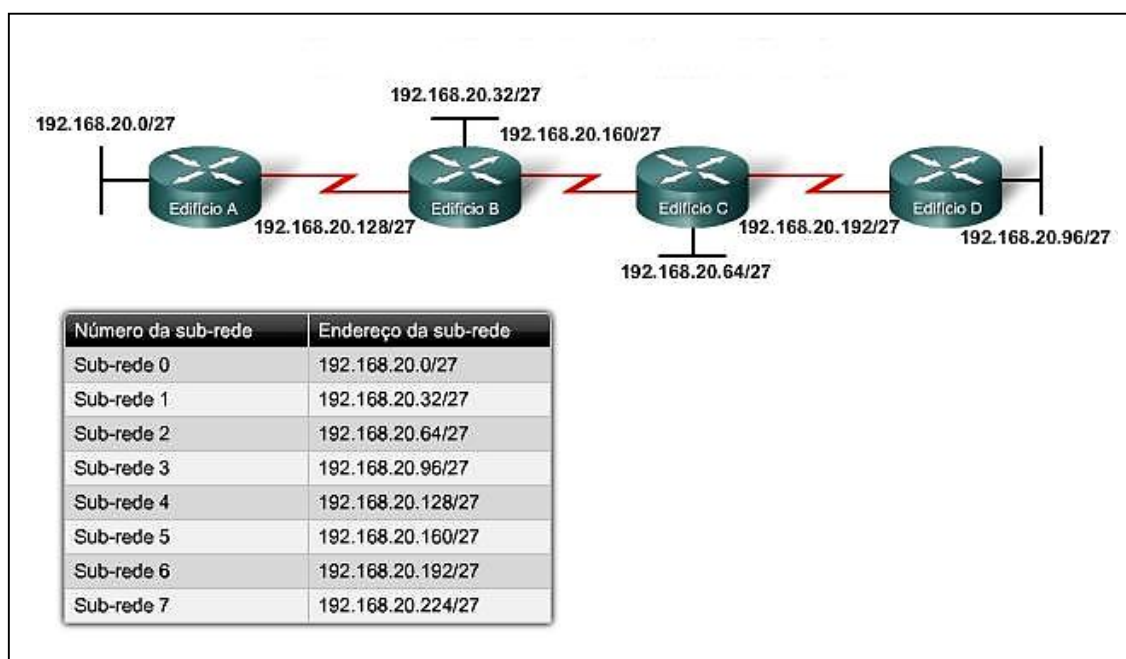 192.168.20.32/27
192.168.20.0/27
192.168.20.160/27
Edifício A
Edifício B
Edifício C
Edifício D
192.168.20.128/27
192.168.20.192/27
192.168.20.96/27
192.168.20.64/27
Número da sub-rede Endereço da sub-rede
Sub-rede 0 192.168.20.0/27
Sub-rede 1 192.168.20.32/27
Sub-rede 2 192.168.20.64/27
Sub-rede 3 192.168.20.96/27
Sub-rede 4 192.168.20.128/27
Sub-rede 5 192.168.20.160/27
Sub-rede 6 192.168.20.192/27
Sub-rede 7 192.168.20.224/27